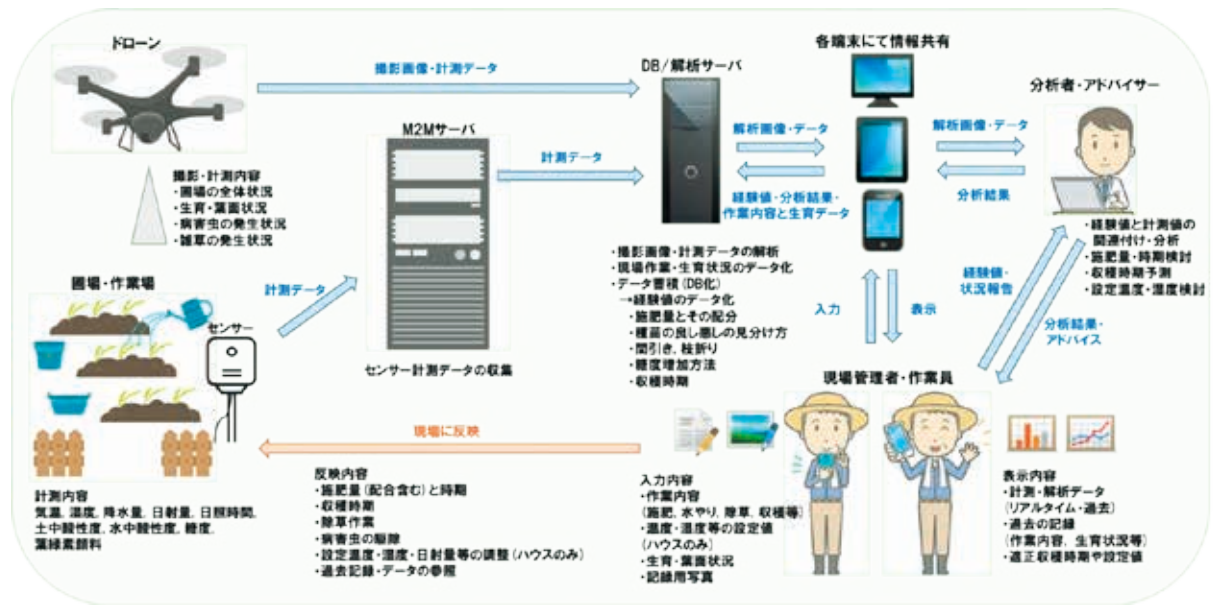 ドローン
撮影画像・計測データ
DB/解析サーバ
各端末にて情報共有
分析者・アドバイサー
M2Mサーバ
計測データ
解析画像・データ
解析画像・データ
経験値・分析結果・
作業内容と生育データ
分析結果
撮影・計測内容
・圃場の全体状況
・生育・葉面状況
・病害虫の発生状況
・雑草の発生状況
・経験値と計測値の
関連付け・分析
・施肥量・時期検討
・収穫時期予測
・設定温度・湿度検討
・撮影画像・計測データの解析
・現場作業・生育状況のデータ化
・データ蓄積(DB化)
→経験値のデータ化
・施肥量とその配分
・種苗の良し悪しの見分け方
・間引き, 枝折り
・糖度増加方法
・収穫時期
圃場・作業場
計測データ
センサー
センサー計測データの収集
入力
表示
経験値・
状況報告
分析結果・
アドバイス
現場管理者・作業員
現場に反映
計測内容
気温, 湿度, 降水量, 日射量, 日照時間,
土中酸性度, 水中酸性度, 糖度,
葉緑素顔料
反映内容
・施肥量(配合含む)と時期
・収穫時期
・除草作業
・病害虫の駆除
・設定温度・湿度・日射量等の調整(ハウスのみ)
・過去記録・データの参照
入力内容
・作業内容
(施肥, 水やり, 除草, 収穫等)
・温度・湿度等の設定値
(ハウスのみ)
・生育・葉面状況
・記録用写真
表示内容
・計測・解析データ
(リアルタイム・過去)
・過去の記録
(作業内容, 生育状況等)
・適正収穫時期や設定値